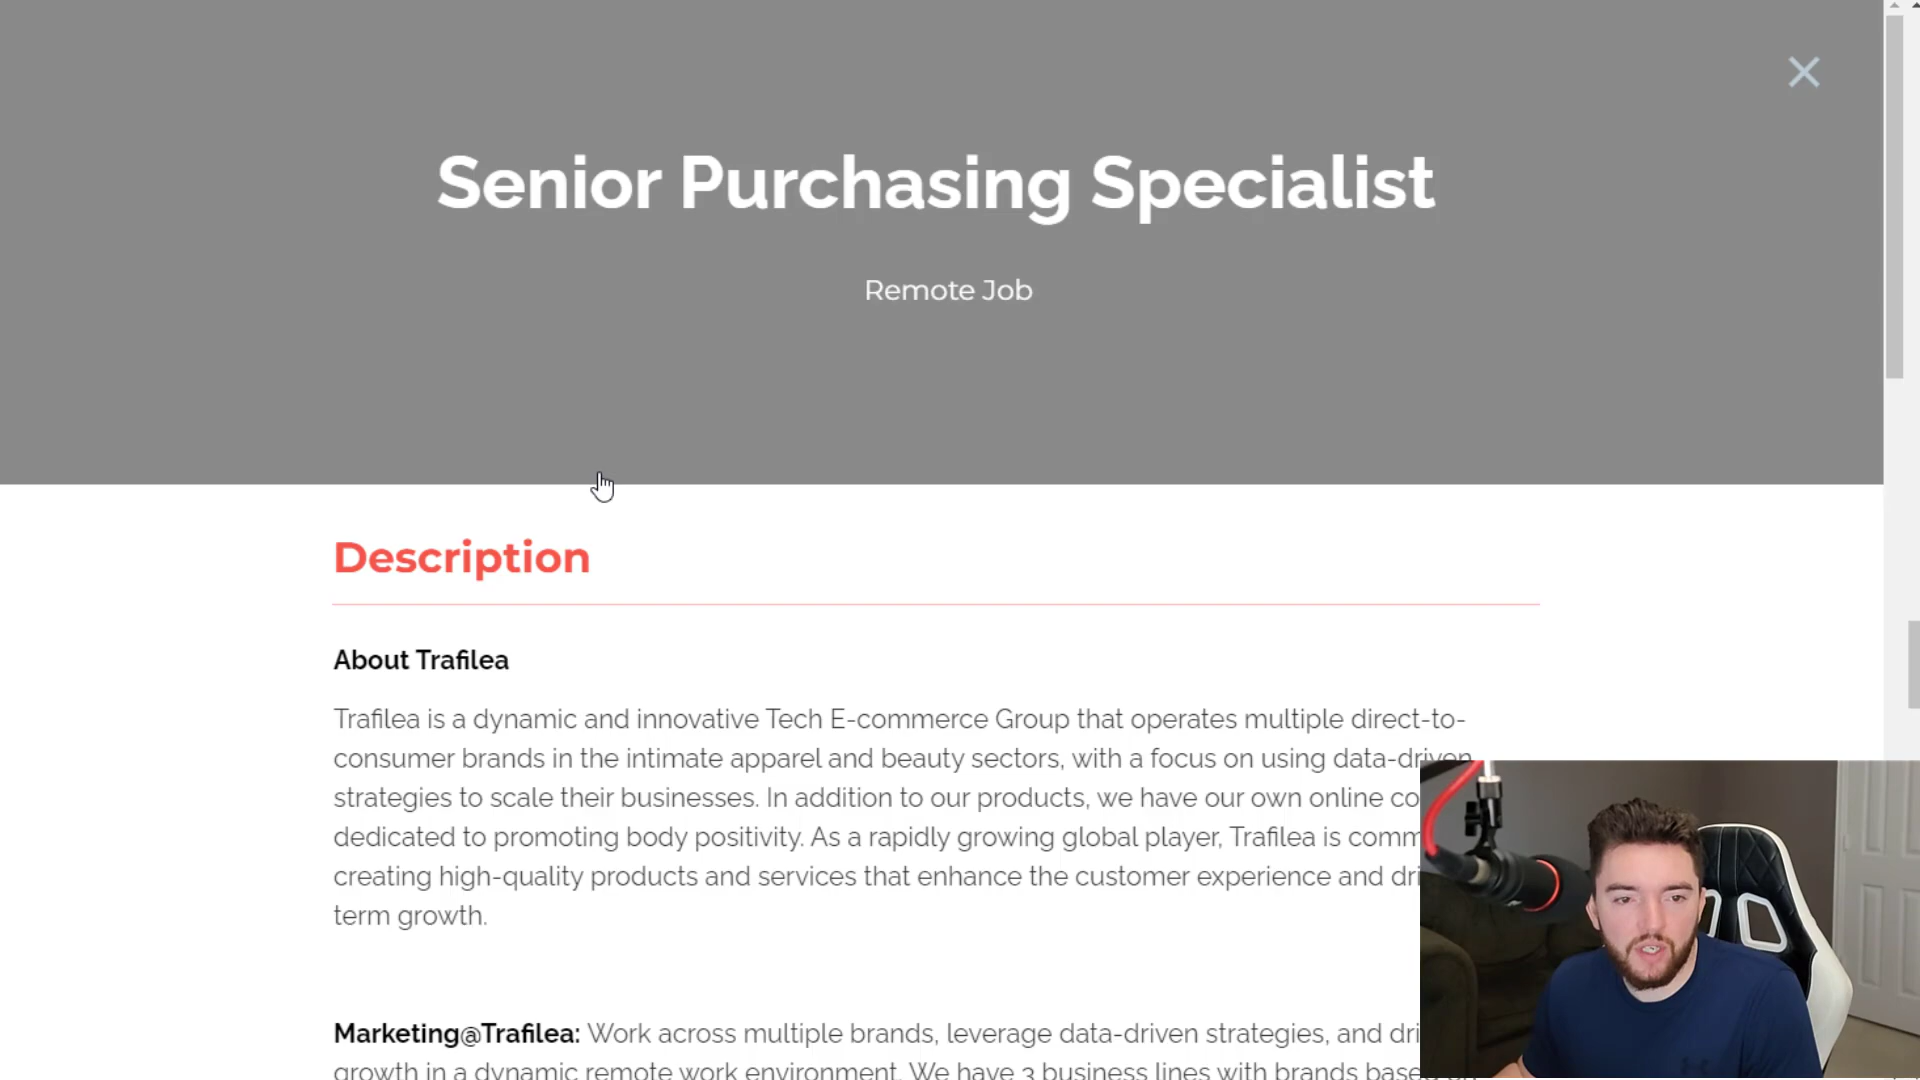 Senior Purchasing Specialist
Remote Job
Description
About Trafilea
Trafilea is a dynamic and innovative Tech E-commerce Group that operates multiple direct-to-
consumer brands in the intimate apparel and beauty sectors, with a focus on using data-driven
strategies to scale their businesses. In addition to our products, we have our own online
dedicated to promoting body positivity. As a rapidly growing global player, Trafilea is
creating high-quality products and services that enhance the customer experience and
term growth.
Marketing@Trafilea: Work across multiple brands, leverage data-driven strategies, and
growth in a dynamic remote work environment. We have 3 business lines with brands